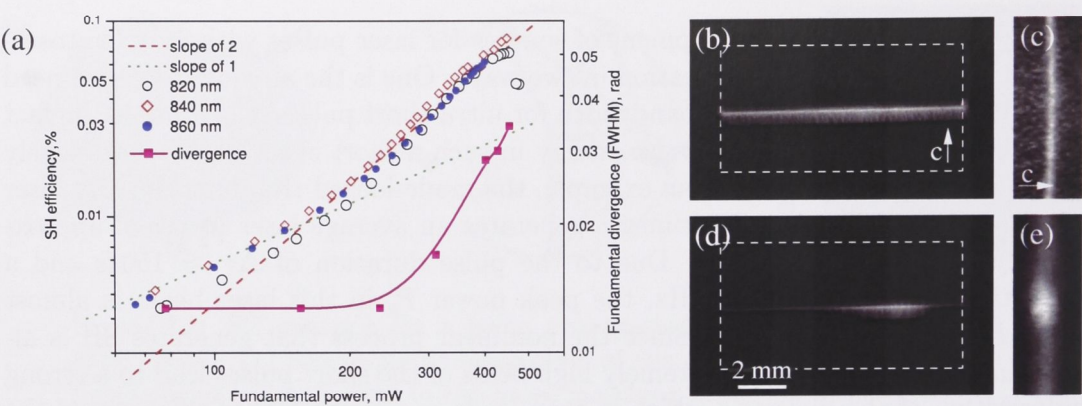 (a)
0.1
0.05
0.03
0.01
SH efficiency,%
slope of 2
slope of 1
820 nm
840 nm
860 nm
divergence
0.05
0.04
0.03
0.02
0.01
Fundamental divergence (FWHM), rad
100
200
300
400
500
Fundamental power, mW
(b)
c
(c)
c
(d)
2 mm
(e)